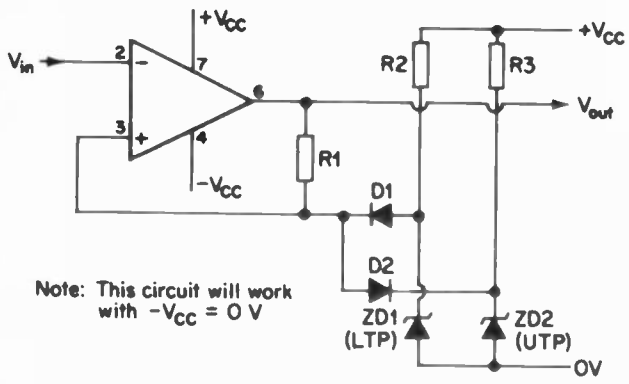 +Vcc
+Vcc
R2
R3
Vin
2
-
7
6
Vout
3
+
4
R1
-Vcc
D1
D2
Note: This circuit will work
with -Vcc = 0 V
ZD1
(LTP)
ZD2
(UTP)
0V